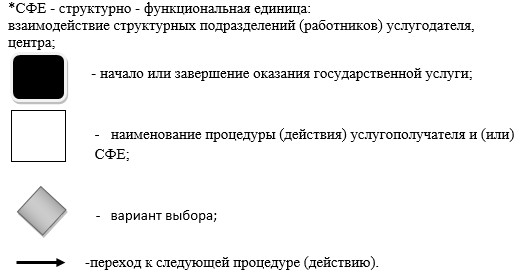 *СФЕ - структурно - функциональная единица:
взаимодействие структурных подразделений (работников) услугодателя,
центра;
- начало или завершение оказания государственной услуги;
- наименование процедуры (действия) услугополучателя и (или)
СФЕ;
- вариант выбора;
-переход к следующей процедуре (действию).